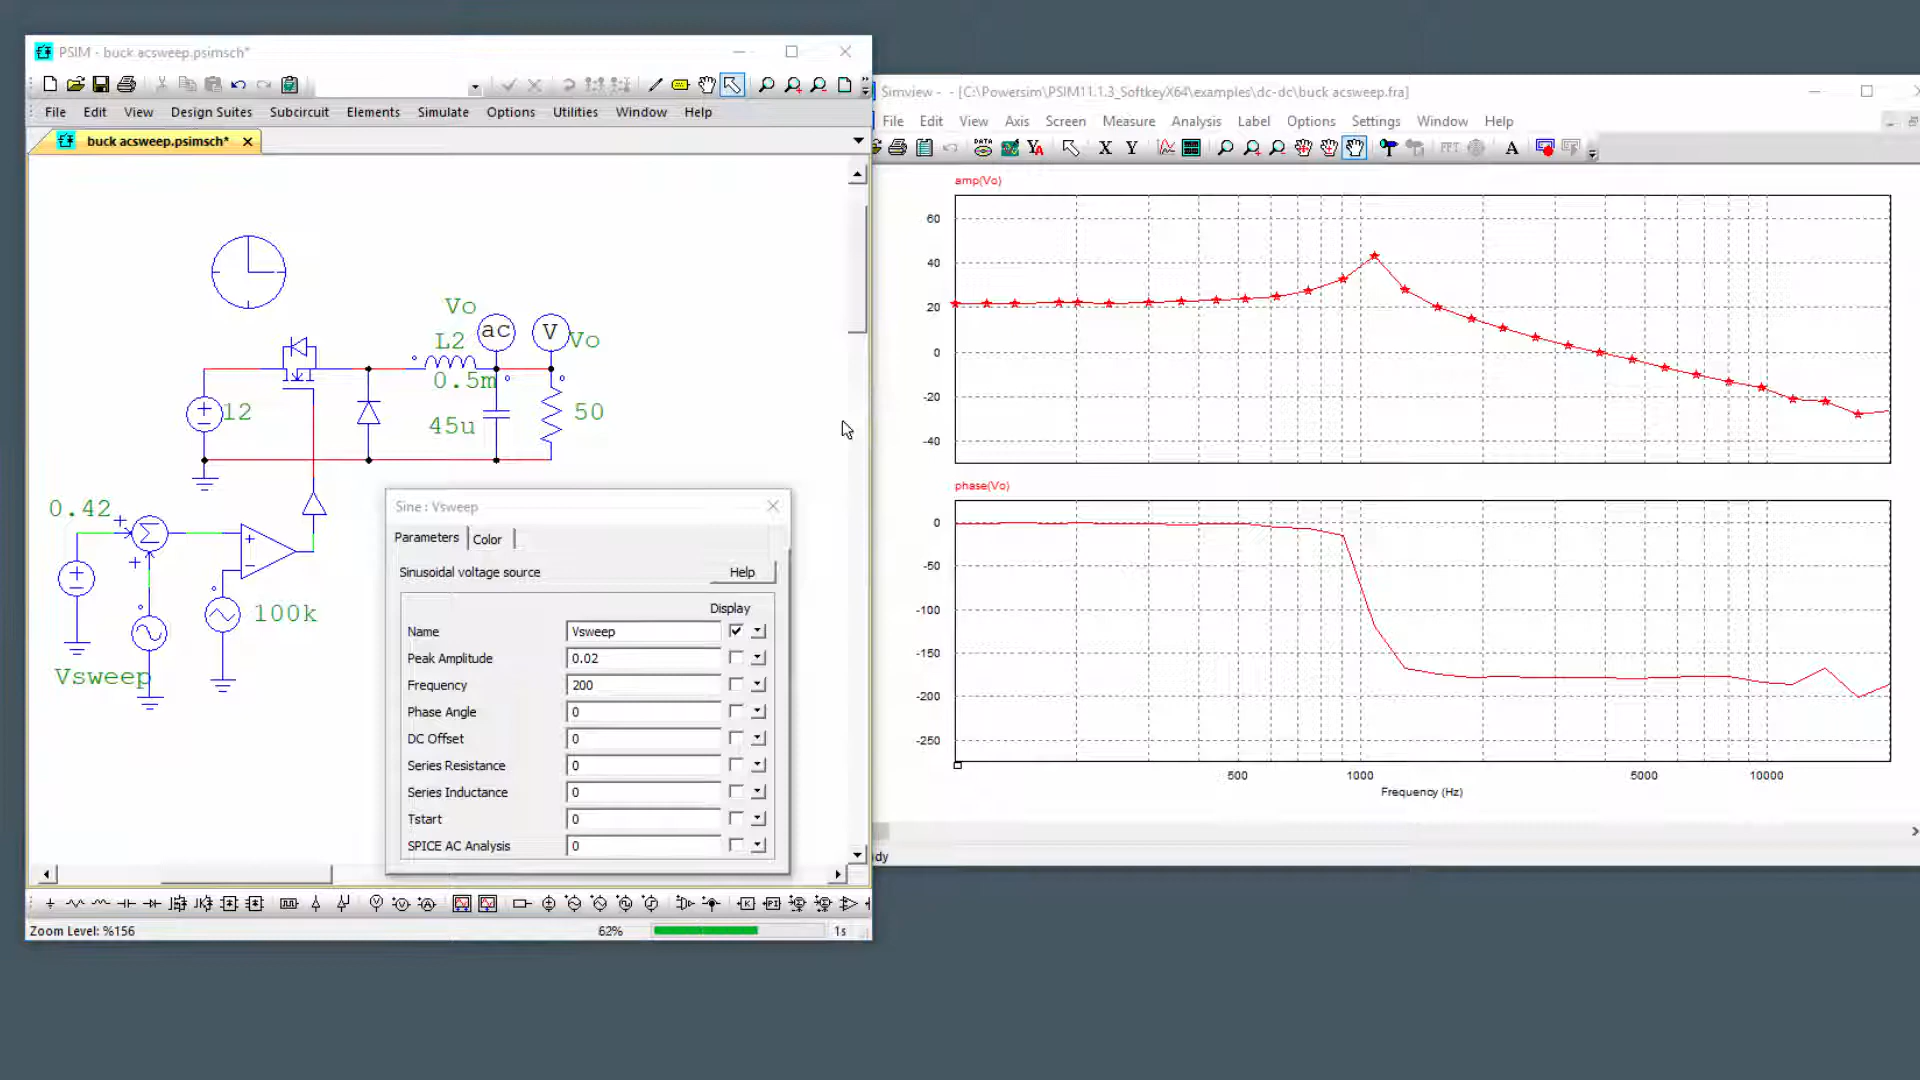 PSIM - buck acsweep.psimsch*
File Edit View Design Suites Subcircuit Elements Simulate Options Utilities Window Help
buck acsweep.psimsch*
Vo
ac
V
Vo
L2
0.5m
12
45u
50
0.42
Σ
100k
Vsweep
Sine : Vsweep
Parameters Color
Sinusoidal voltage source
Help
Display
Name Vsweep
Peak Amplitude 0.02
Frequency 200
Phase Angle 0
DC Offset 0
Series Resistance 0
Series Inductance 0
Tstart 0
SPICE AC Analysis 0
Zoom Level: %156
62%
1s
Simview - - [C:\Powersim\PSIM11.1.3_SoftkeyX64\examples\dc-dc\buck acsweep.fra]
File Edit View Axis Screen Measure Analysis Label Options Settings Window Help
X Y FFT A
amp(Vo)
60
40
20
0
-20
-40
phase(Vo)
0
-50
-100
-150
-200
-250
500 1000 5000 10000
Frequency (Hz)
dy